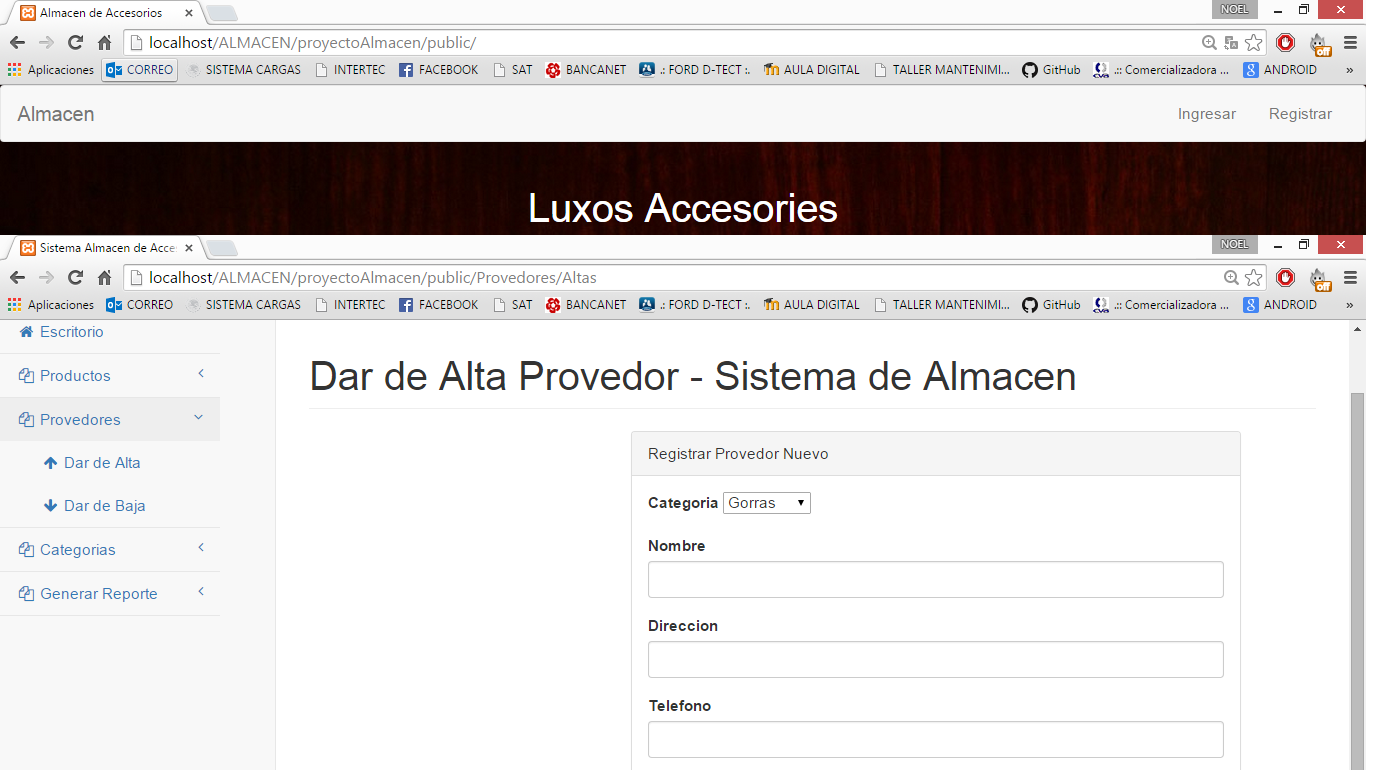 Almacen de Accesorios
NOEL
localhost/ALMACEN/proyectoAlmacen/public/
off
Aplicaciones CORREO SISTEMA CARGAS INTERTEC FACEBOOK SAT BANCANET .: FORD D-TECT :. AULA DIGITAL TALLER MANTENIMI... GitHub .:: Comercializadora ... ANDROID »
Almacen Ingresar Registrar
Luxos Accesories
Sistema Almacen de Acce
NOEL
localhost/ALMACEN/proyectoAlmacen/public/Provedores/Altas
off
Aplicaciones CORREO SISTEMA CARGAS INTERTEC FACEBOOK SAT BANCANET .: FORD D-TECT :. AULA DIGITAL TALLER MANTENIMI... GitHub .:: Comercializadora ... ANDROID »
Escritorio
Productos
Provedores
Dar de Alta
Dar de Baja
Categorias
Generar Reporte
Dar de Alta Provedor - Sistema de Almacen
Registrar Provedor Nuevo
Categoria Gorras
Nombre
Direccion
Telefono